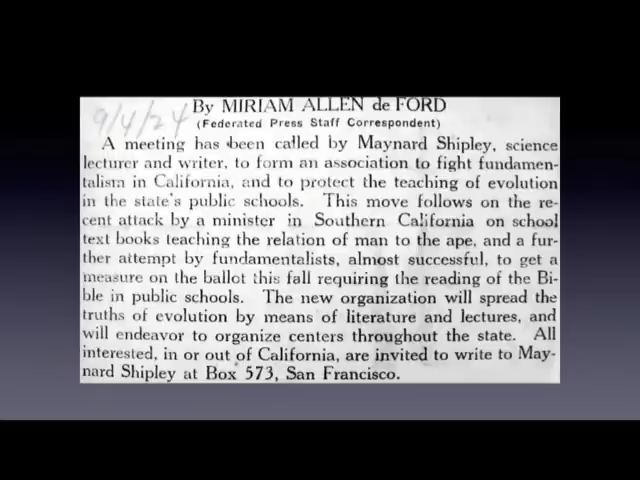 9/4/24
By MIRIAM ALLEN de FORD
(Federated Press Staff Correspondent)
A meeting has been called by Maynard Shipley, science
lecturer and writer, to form an association to fight fundamen-
talism in California, and to protect the teaching of evolution
in the state's public schools. This move follows on the re-
cent attack by a minister in Southern California on school
text books teaching the relation of man to the ape, and a fur-
ther attempt by fundamentalists, almost successful, to get a
measure on the ballot this fall requiring the reading of the Bi-
ble in public schools. The new organization will spread the
truths of evolution by means of literature and lectures, and
will endeavor to organize centers throughout the state. All
interested, in or out of California, are invited to write to May-
nard Shipley at Box 573, San Francisco.